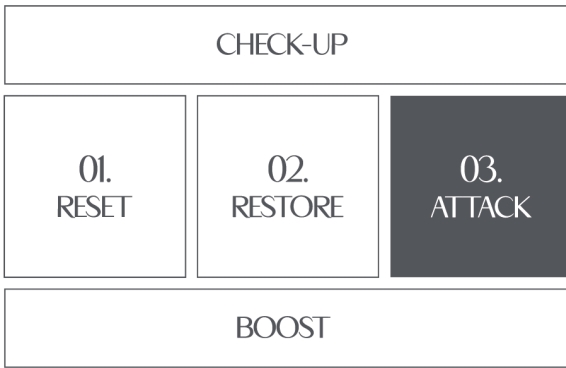 CHECK-UP
01.
RESET
02.
RESTORE
03.
ATTACK
BOOST